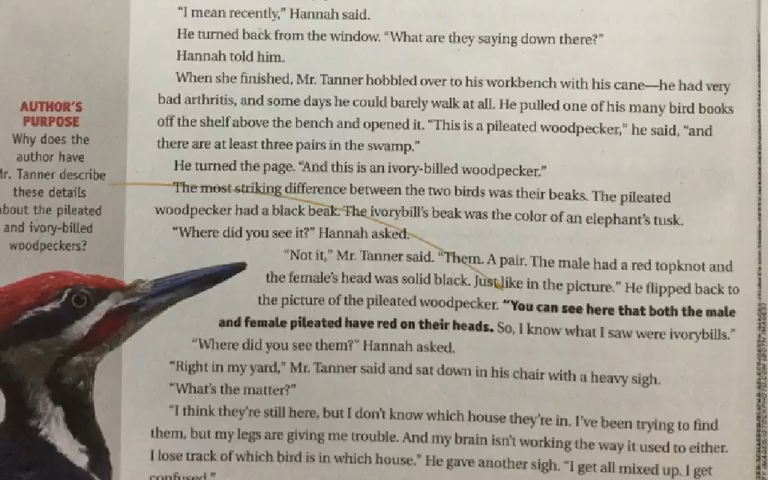 "I mean recently," Hannah said.
He turned back from the window. "What are they saying down there?"
Hannah told him.
When she finished, Mr. Tanner hobbled over to his workbench with his cane—he had very
bad arthritis, and some days he could barely walk at all. He pulled one of his many bird books
off the shelf above the bench and opened it. "This is a pileated woodpecker," he said, "and
there are at least three pairs in the swamp."
He turned the page. "And this is an ivory-billed woodpecker."
The most striking difference between the two birds was their beaks. The pileated
woodpecker had a black beak. The ivorybill's beak was the color of an elephant's tusk.
"Where did you see it?" Hannah asked.
"Not it," Mr. Tanner said. "Them. A pair. The male had a red topknot and
the female's head was solid black. Just like in the picture." He flipped back to
the picture of the pileated woodpecker. "You can see here that both the male
and female pileated have red on their heads. So, I know what I saw were ivorybills."
"Where did you see them?" Hannah asked.
"Right in my yard," Mr. Tanner said and sat down in his chair with a heavy sigh.
"What's the matter?"
"I think they're still here, but I don't know which house they're in. I've been trying to find
them, but my legs are giving me trouble. And my brain isn't working the way it used to either.
I lose track of which bird is in which house." He gave another sigh. "I get all mixed up. I get
confused."
AUTHOR'S
PURPOSE
Why does the
author have
Mr. Tanner describe
these details
about the pileated
and ivory-billed
woodpeckers?